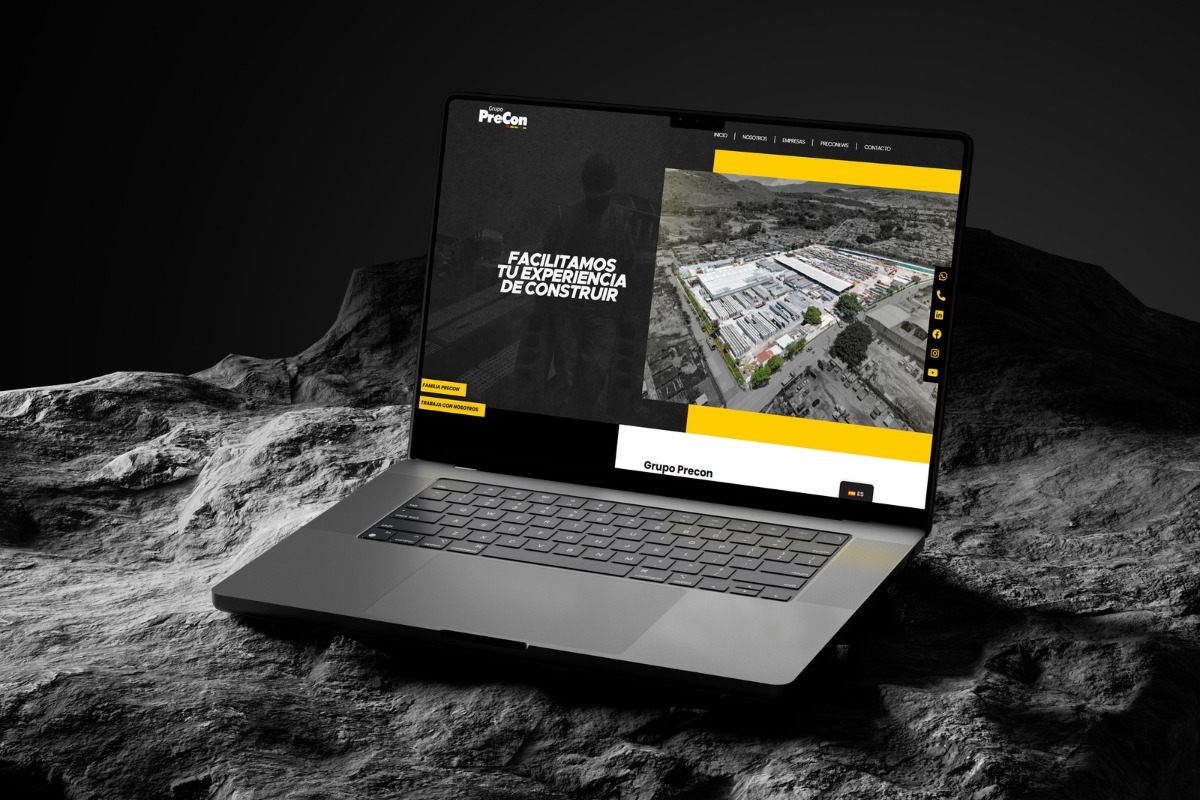 Grupo
PreCon
INICIO
NOSOTROS
EMPRESAS
PRECONEWS
CONTACTO
FACILITAMOS
TU EXPERIENCIA
DE CONSTRUIR
FAMILIA PRECON
TRABAJA CON NOSOTROS
Grupo Precon
ES